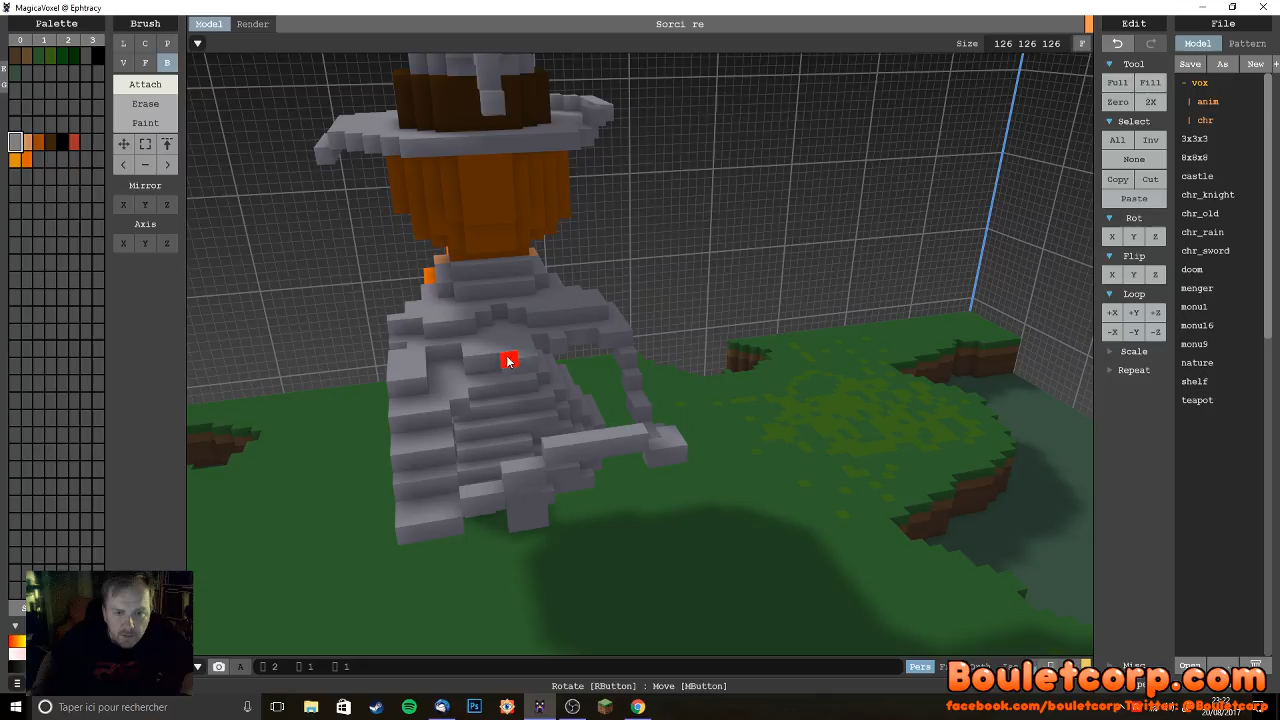 MagicaVoxel @ Ephtracy
Palette
Brush
Model
Render
Sorci re
Edit
File
0 1 2 3
L C P
V F B
Attach
Erase
Paint
Mirror
X Y Z
Axis
X Y Z
Size 126 126 126 F
Tool
Full Fill
Zero 2X
Select
All Inv
None
Copy Cut
Paste
Rot
X Y Z
Flip
X Y Z
Loop
+X +Y +Z
-X -Y -Z
Scale
Repeat
Model Pattern
Save As New +
- vox
| anim
| chr
3x3x3
8x8x8
castle
chr_knight
chr_old
chr_rain
chr_sword
doom
menger
monu1
monu16
monu9
nature
shelf
teapot
A 2 1 1
Pers
Rotate [RButton] : Move [MButton]
Bouletcorp.com
facebook.com/bouletcorp Twitter: @Bouletcorp
Taper ici pour rechercher
22:22
20/08/2017